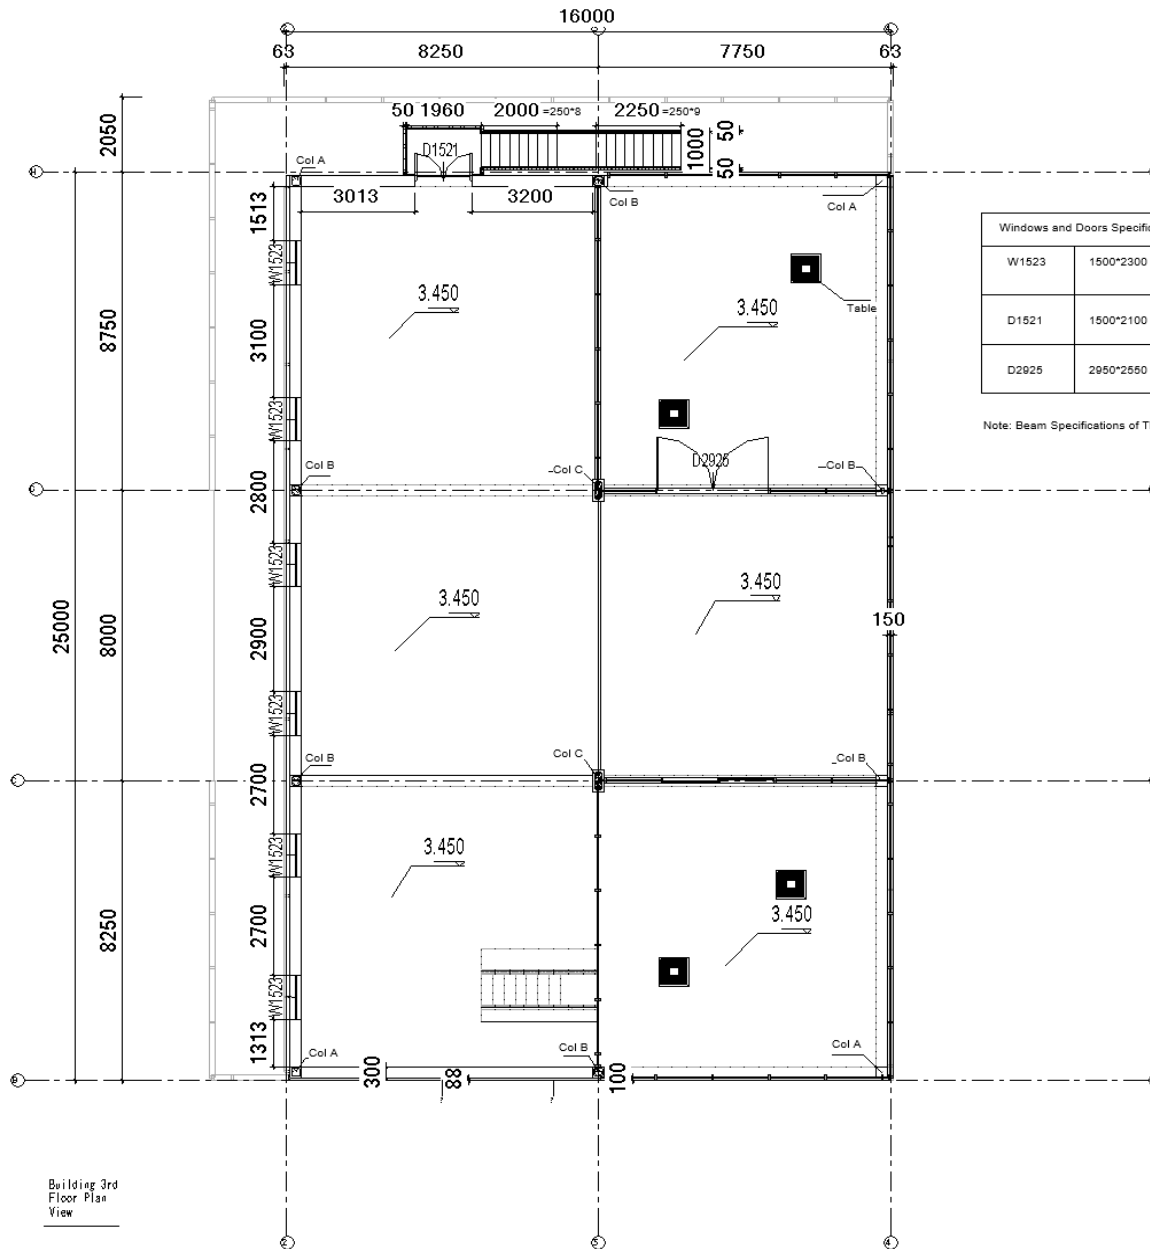 16000
63 8250 7750 63
50 1960 2000 =250*8 2250 =250*9
50
1000
50
2050
D1521
Col A
3013 3200
Col B
Col A
1513
W1523
3.450
3.450
Table
8750
3100
W1523
D2925
Col B
Col C
Col B
2800
W1523
3.450
3.450
25000
8000
2900
150
W1523
Col B
Col C
Col B
2700
W1523
3.450
8250
2700
3.450
W1523
1313
Col A
300
88
Col B
100
Col A
Windows and Doors Specific
W1523 1500*2300
D1521 1500*2100
D2925 2950*2550
Note: Beam Specifications of T
Building 3rd
Floor Plan
View
2 3 4